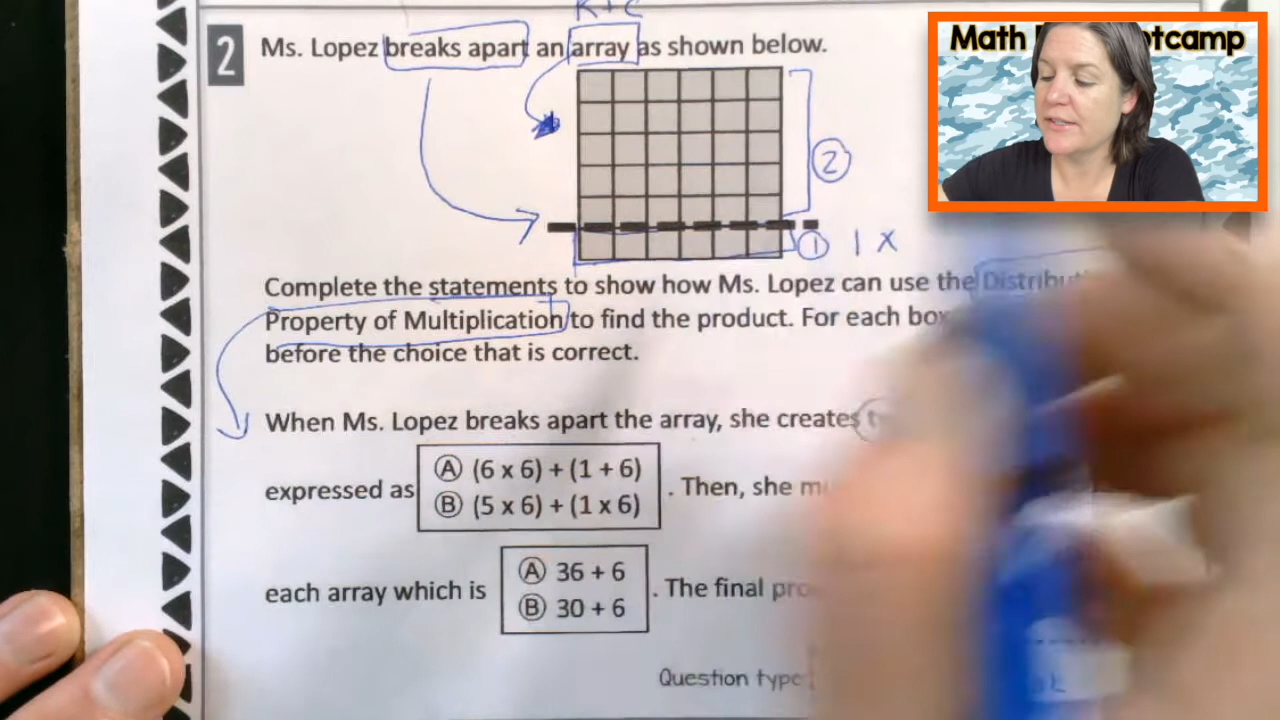 R + C
Math tcamp
2 Ms. Lopez breaks apart an array as shown below.
2
1 1 x
Complete the statements to show how Ms. Lopez can use the Distribu
Property of Multiplication to find the product. For each box
before the choice that is correct.
When Ms. Lopez breaks apart the array, she creates
expressed as
A (6 x 6) + (1 + 6)
B (5 x 6) + (1 x 6)
. Then, she
each array which is
A 36 + 6
B 30 + 6
. The final
Question type